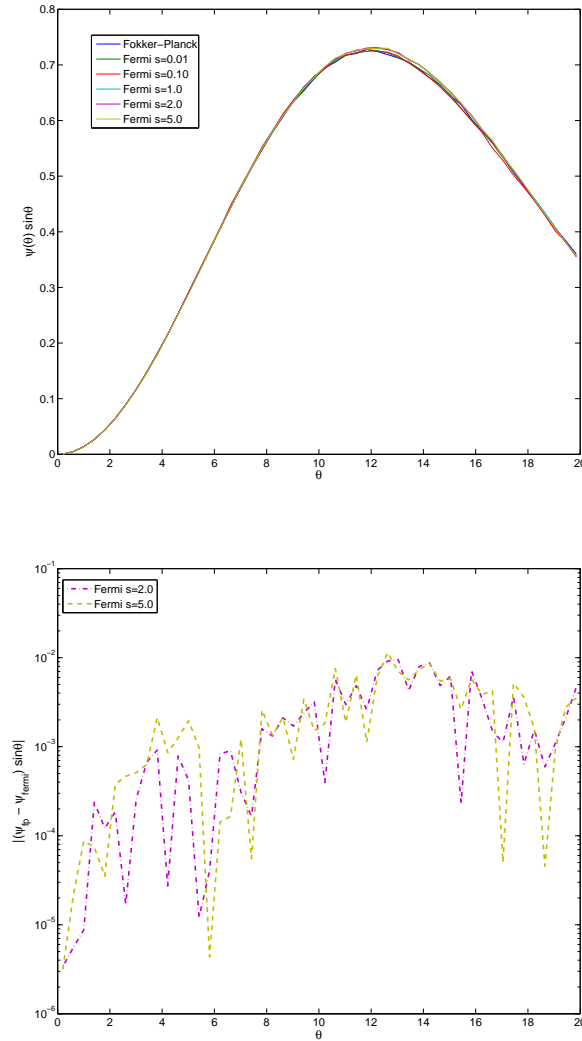 0.8
0.7
0.6
0.5
0.4
0.3
0.2
0.1
0
ψ(θ) sinθ
Fokker−Planck
Fermi s=0.01
Fermi s=0.10
Fermi s=1.0
Fermi s=2.0
Fermi s=5.0
0 2 4 6 8 10 12 14 16 18 20
θ
10⁻¹
10⁻²
10⁻³
10⁻⁴
10⁻⁵
10⁻⁶
|(ψfp − ψfermi) sinθ|
Fermi s=2.0
Fermi s=5.0
0 2 4 6 8 10 12 14 16 18 20
θ